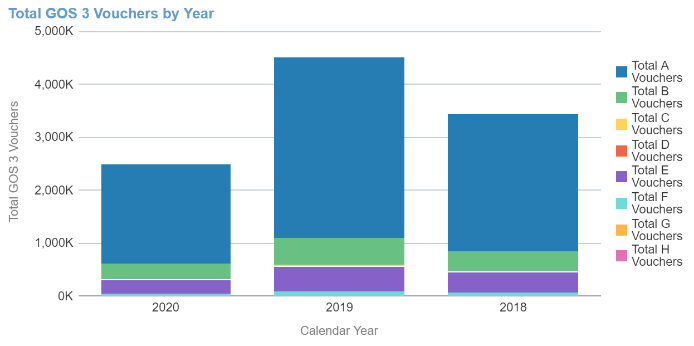 Total GOS 3 Vouchers by Year
Total GOS 3 Vouchers
5,000K
4,000K
3,000K
2,000K
1,000K
0K
2020
2019
2018
Calendar Year
Total A
Vouchers
Total B
Vouchers
Total C
Vouchers
Total D
Vouchers
Total E
Vouchers
Total F
Vouchers
Total G
Vouchers
Total H
Vouchers